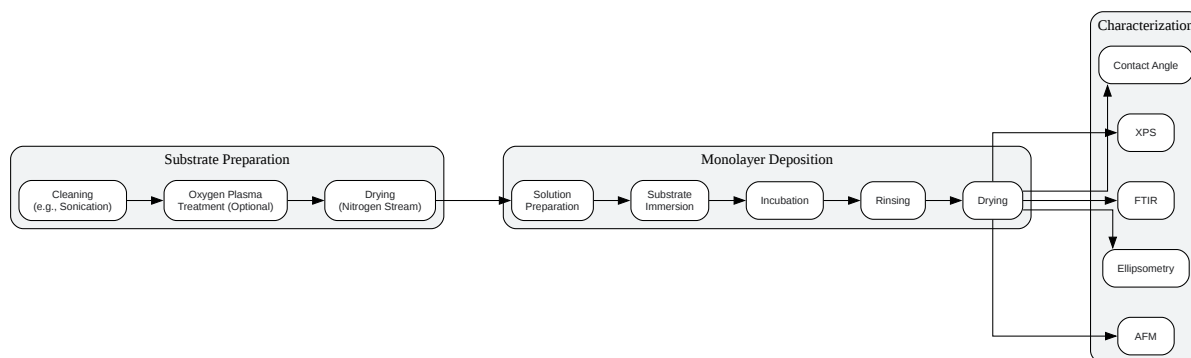 Substrate Preparation
Cleaning
(e.g., Sonication)
Oxygen Plasma
Treatment (Optional)
Drying
(Nitrogen Stream)
Monolayer Deposition
Solution
Preparation
Substrate
Immersion
Incubation
Rinsing
Drying
Characterization
Contact Angle
XPS
FTIR
Ellipsometry
AFM